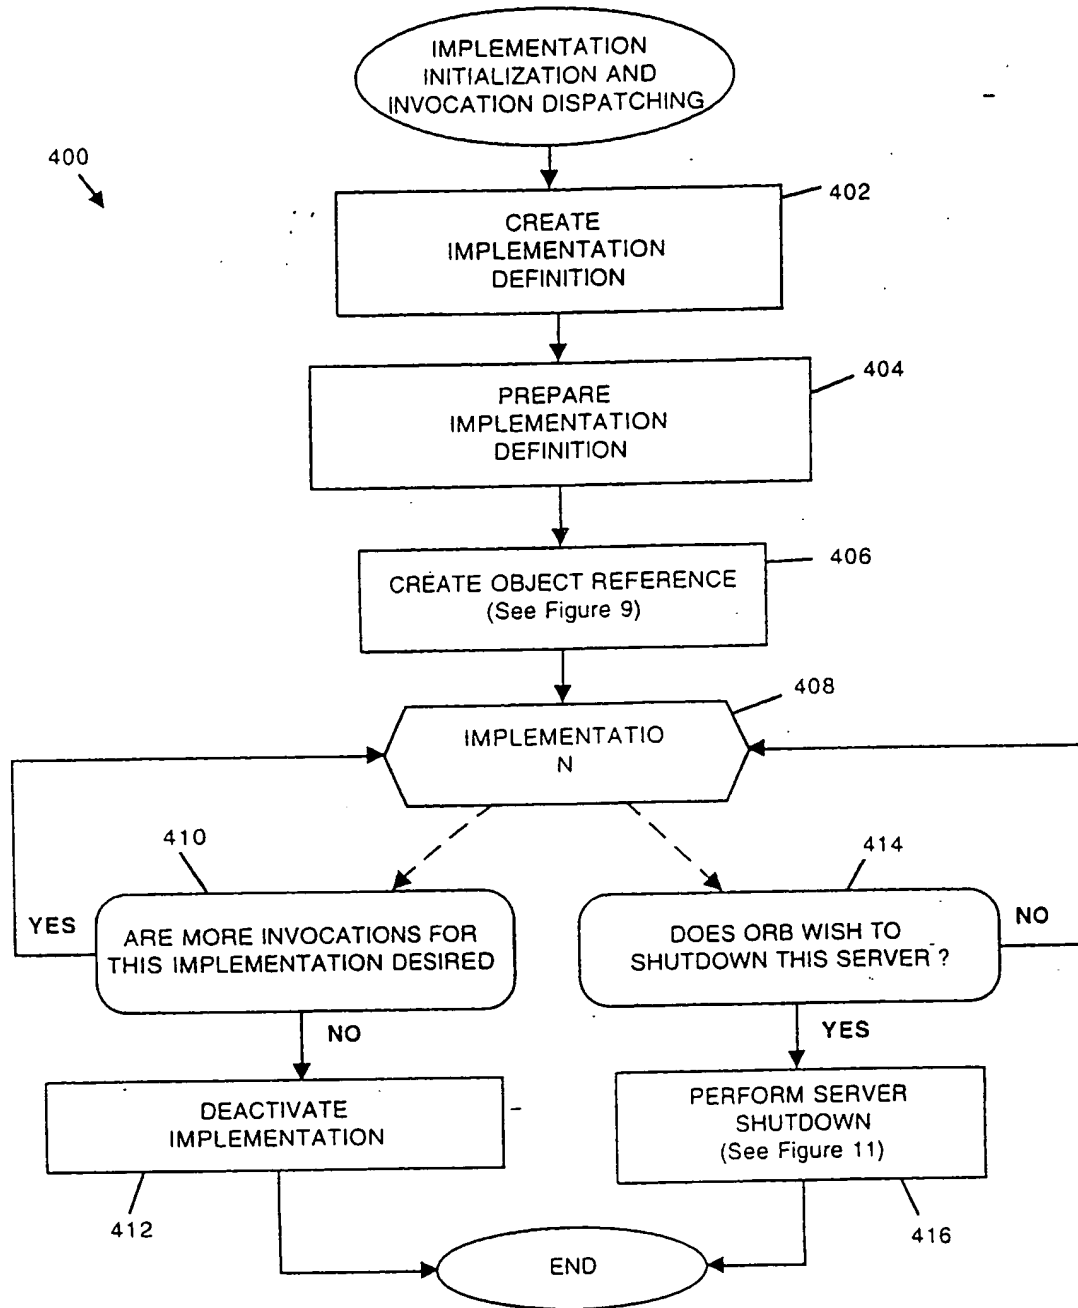 IMPLEMENTATION
INITIALIZATION AND
INVOCATION DISPATCHING
400
402
CREATE
IMPLEMENTATION
DEFINITION
404
PREPARE
IMPLEMENTATION
DEFINITION
406
CREATE OBJECT REFERENCE
(See Figure 9)
408
IMPLEMENTATIO
N
410
414
YES
ARE MORE INVOCATIONS FOR
THIS IMPLEMENTATION DESIRED
DOES ORB WISH TO
SHUTDOWN THIS SERVER ?
NO
NO
YES
DEACTIVATE
IMPLEMENTATION
PERFORM SERVER
SHUTDOWN
(See Figure 11)
412
416
END